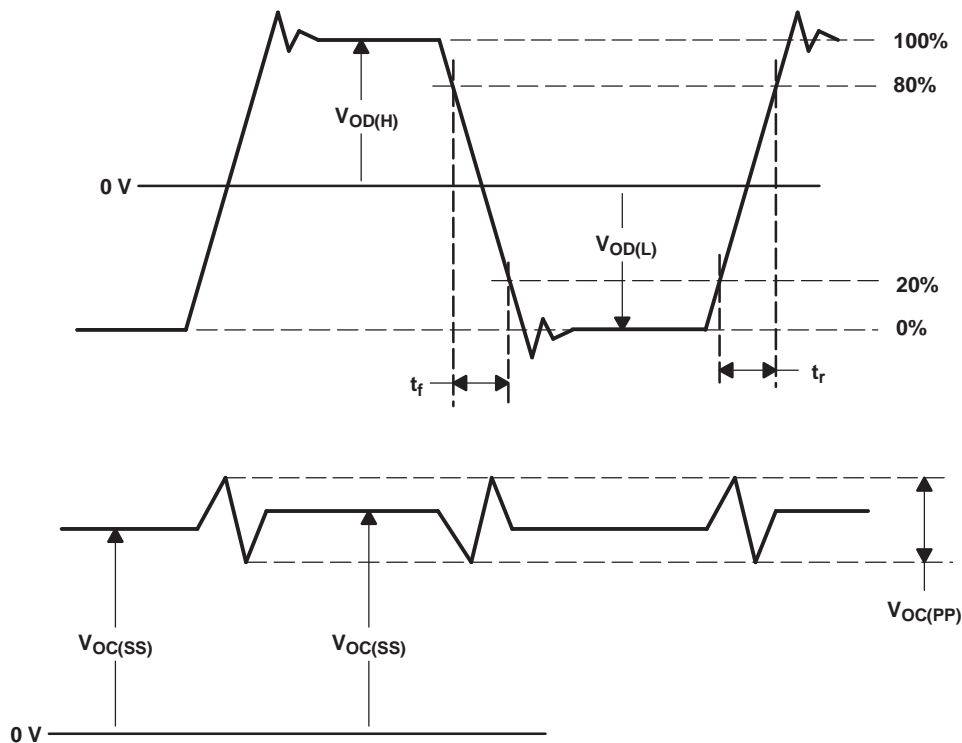 100%
80%
V_OD(H)
0 V
V_OD(L)
20%
0%
t_f
t_r
V_OC(PP)
V_OC(SS)
V_OC(SS)
0 V